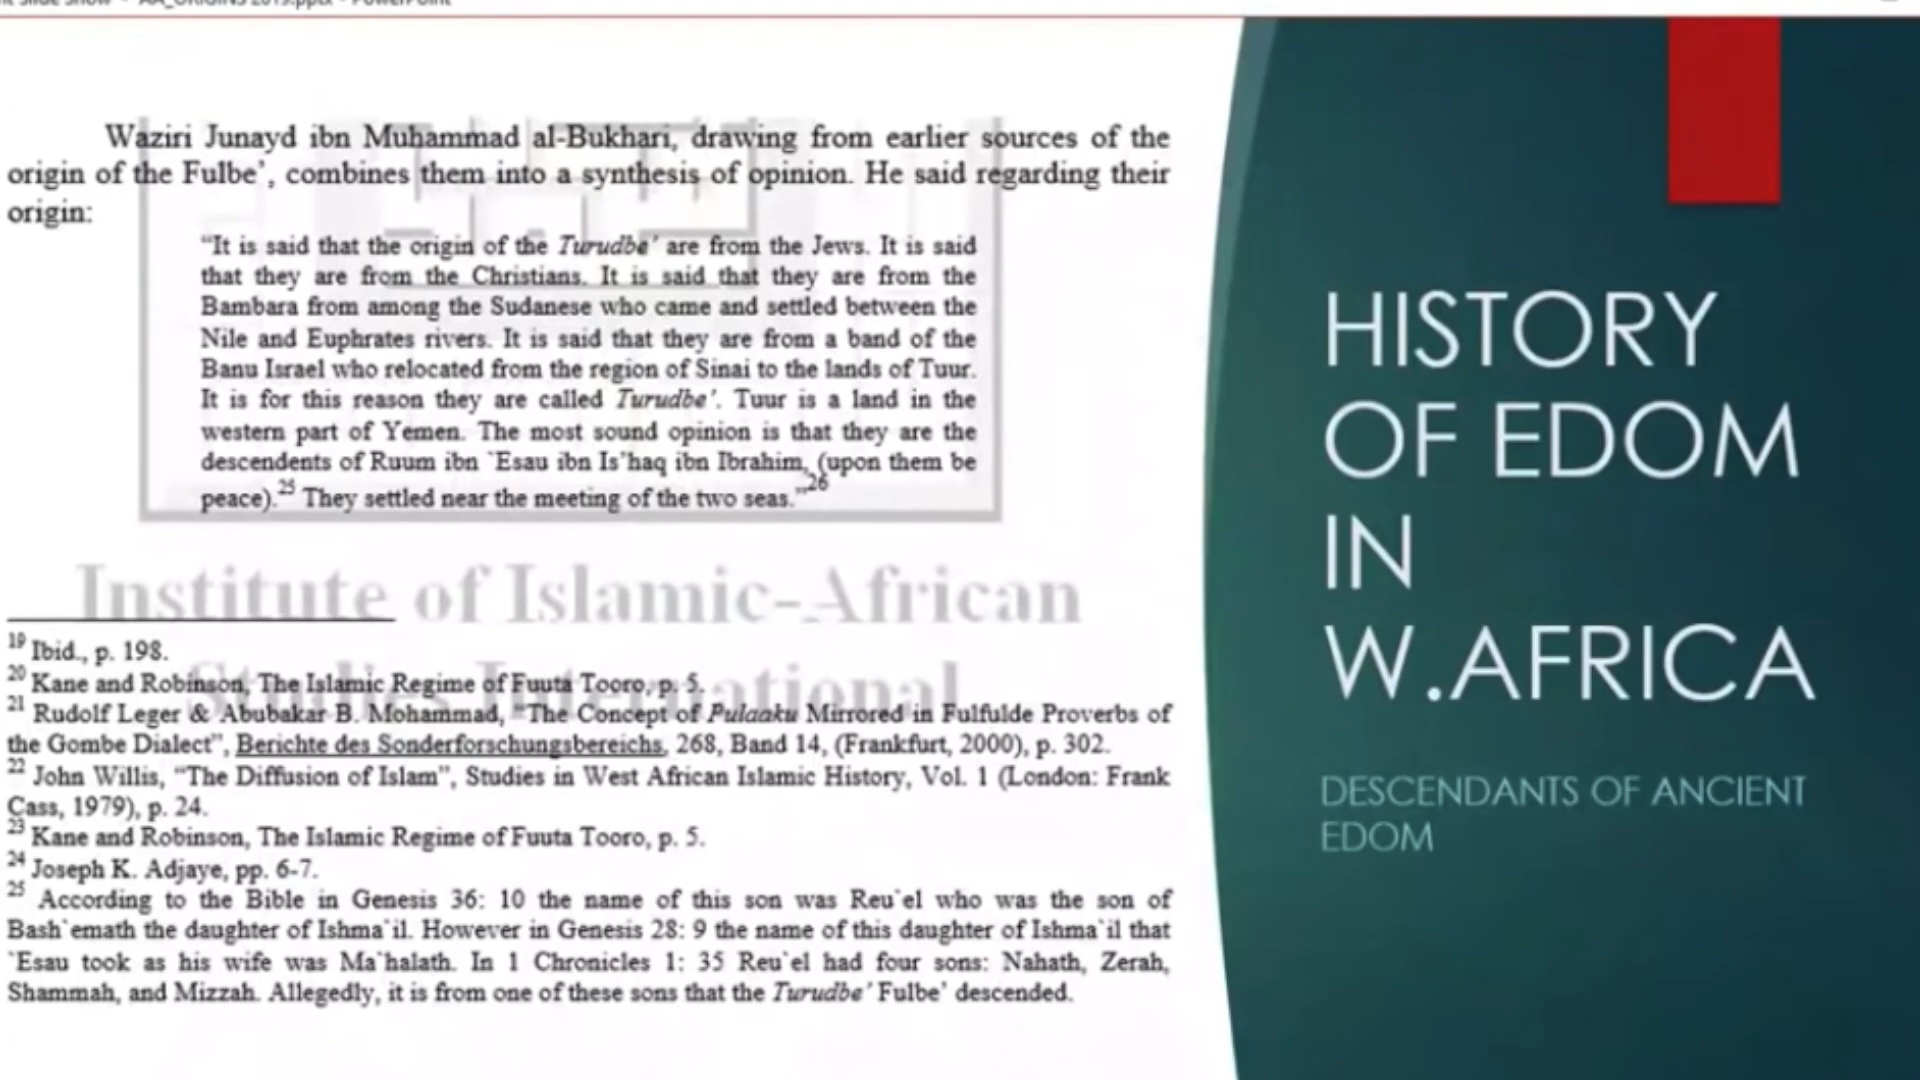 Waziri Junayd ibn Muhammad al-Bukhari, drawing from earlier sources of the
origin of the Fulbe’, combines them into a synthesis of opinion. He said regarding their
origin:
“It is said that the origin of the Turudbe’ are from the Jews. It is said
that they are from the Christians. It is said that they are from the
Bambara from among the Sudanese who came and settled between the
Nile and Euphrates rivers. It is said that they are from a band of the
Banu Israel who relocated from the region of Sinai to the lands of Tuur.
It is for this reason they are called Turudbe’. Tuur is a land in the
western part of Yemen. The most sound opinion is that they are the
descendents of Ruum ibn `Esau ibn Is’haq ibn Ibrahim, (upon them be
peace).25 They settled near the meeting of the two seas.”26
Institute of Islamic-African
Studies International
19 Ibid., p. 198.
20 Kane and Robinson, The Islamic Regime of Fuuta Tooro, p. 5.
21 Rudolf Leger & Abubakar B. Mohammad, “The Concept of Pulaaku Mirrored in Fulfulde Proverbs of
the Gombe Dialect”, Berichte des Sonderforschungsbereichs, 268, Band 14, (Frankfurt, 2000), p. 302.
22 John Willis, “The Diffusion of Islam”, Studies in West African Islamic History, Vol. 1 (London: Frank
Cass, 1979), p. 24.
23 Kane and Robinson, The Islamic Regime of Fuuta Tooro, p. 5.
24 Joseph K. Adjaye, pp. 6-7.
25 According to the Bible in Genesis 36: 10 the name of this son was Reu`el who was the son of
Bash`emath the daughter of Ishma`il. However in Genesis 28: 9 the name of this daughter of Ishma`il that
`Esau took as his wife was Ma`halath. In 1 Chronicles 1: 35 Reu`el had four sons: Nahath, Zerah,
Shammah, and Mizzah. Allegedly, it is from one of these sons that the Turudbe’ Fulbe’ descended.
HISTORY
OF EDOM
IN
W.AFRICA
DESCENDANTS OF ANCIENT
EDOM